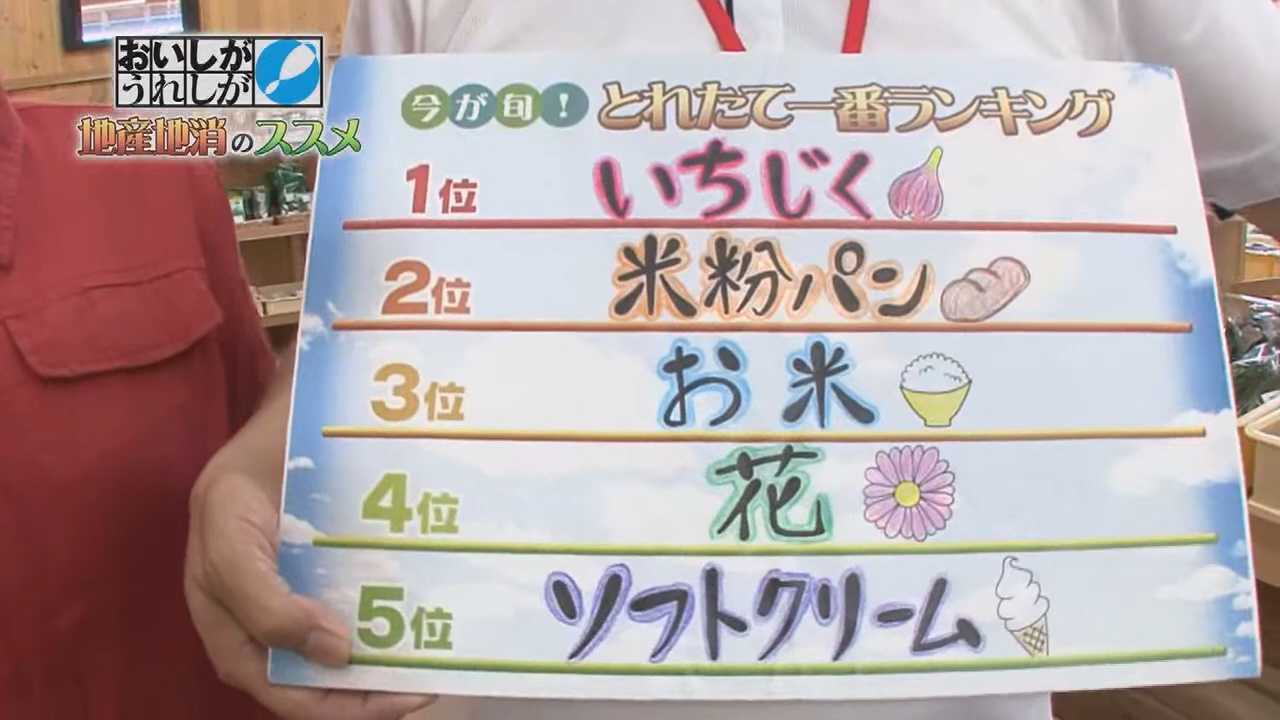 おいしが
うれしが
地産地消のススメ
今が旬！とれたて一番ランキング
1位 いちじく
2位 米粉パン
3位 お米
4位 花
5位 ソフトクリーム